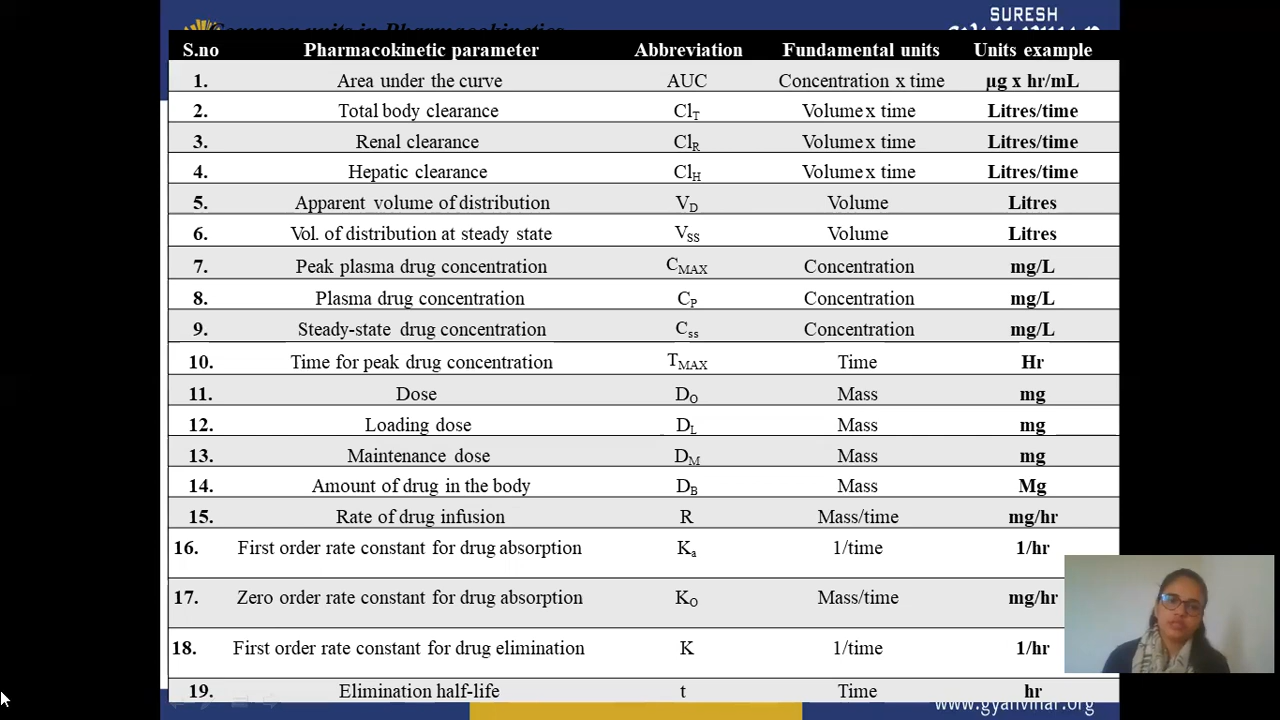 Common units in Pharmacokinetics
SURESH
S.no Pharmacokinetic parameter Abbreviation Fundamental units Units example
1. Area under the curve AUC Concentration x time µg x hr/mL
2. Total body clearance ClT Volume x time Litres/time
3. Renal clearance ClR Volume x time Litres/time
4. Hepatic clearance ClH Volume x time Litres/time
5. Apparent volume of distribution VD Volume Litres
6. Vol. of distribution at steady state VSS Volume Litres
7. Peak plasma drug concentration CMAX Concentration mg/L
8. Plasma drug concentration CP Concentration mg/L
9. Steady-state drug concentration Css Concentration mg/L
10. Time for peak drug concentration TMAX Time Hr
11. Dose DO Mass mg
12. Loading dose DL Mass mg
13. Maintenance dose DM Mass mg
14. Amount of drug in the body DB Mass Mg
15. Rate of drug infusion R Mass/time mg/hr
16. First order rate constant for drug absorption Ka 1/time 1/hr
17. Zero order rate constant for drug absorption KO Mass/time mg/hr
18. First order rate constant for drug elimination K 1/time 1/hr
19. Elimination half-life t Time hr
www.gyanvihar.org